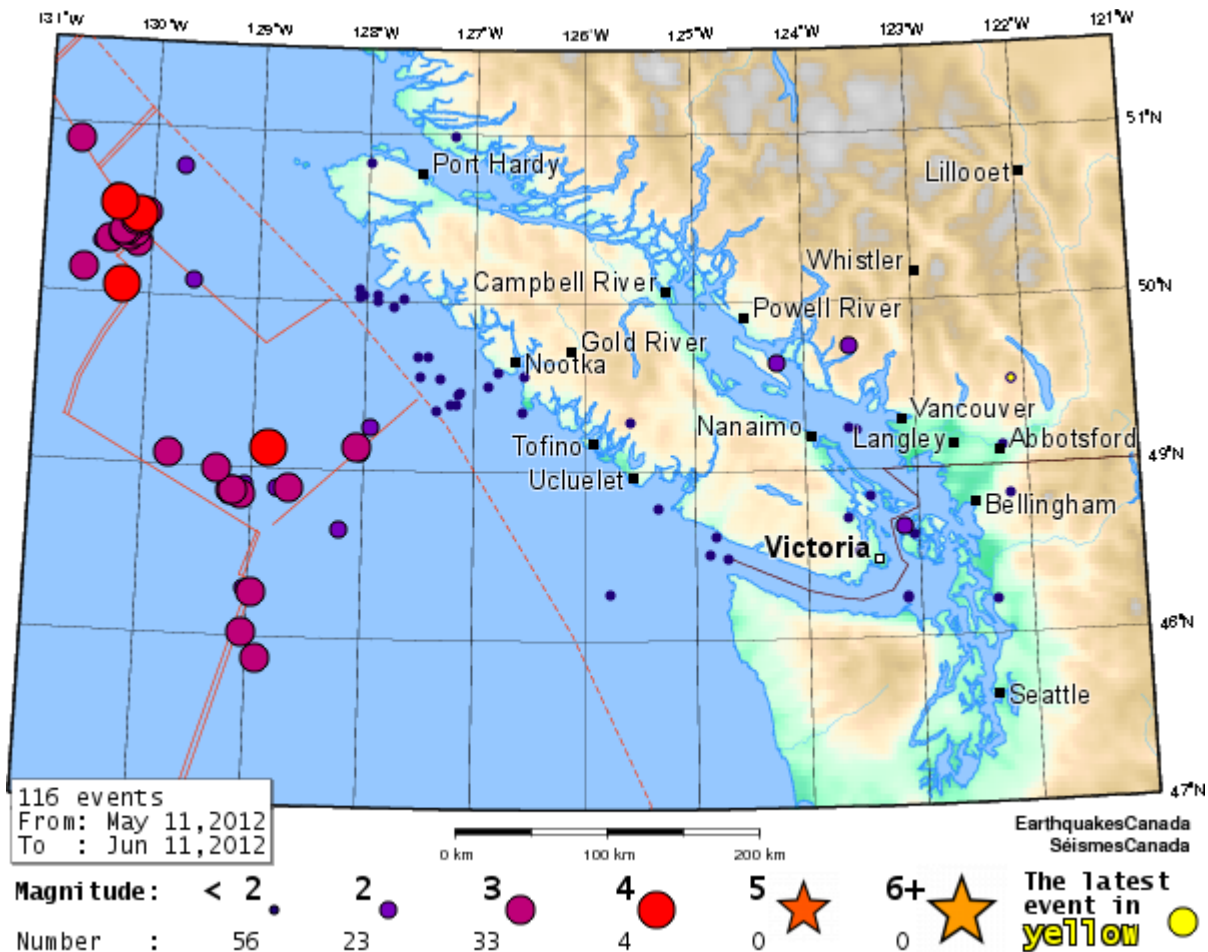 131°W 130°W 129°W 128°W 127°W 126°W 125°W 124°W 123°W 122°W 121°W
51°N
Port Hardy
Lillooet
Whistler
50°N
Campbell River
Powell River
Gold River
Nootka
Vancouver
Nanaimo
Langley
Abbotsford
Tofino
49°N
Ucluelet
Bellingham
Victoria
48°N
Seattle
47°N
116 events
From: May 11,2012
To : Jun 11,2012
EarthquakesCanada
SéismesCanada
0 km 100 km 200 km
Magnitude: < 2 2 3 4 5 6+
Number : 56 23 33 4 0 0
The latest
event in
yellow